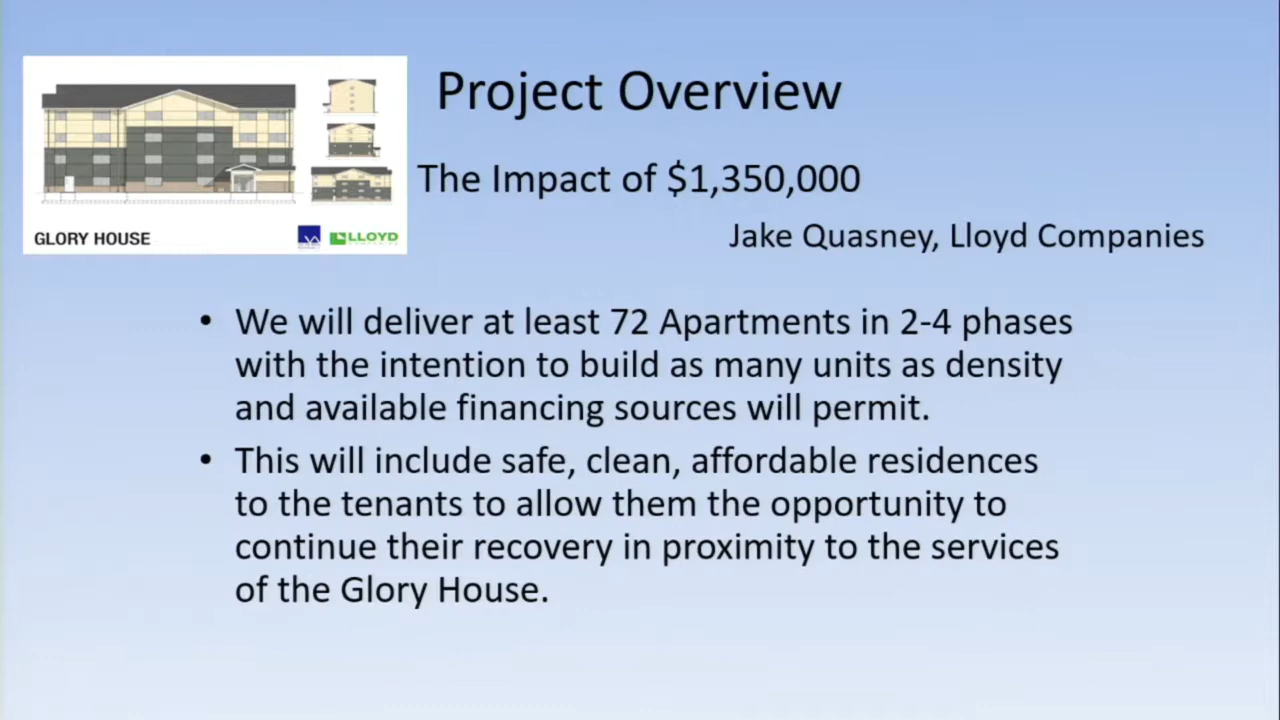 Project Overview
The Impact of $1,350,000
Jake Quasney, Lloyd Companies
GLORY HOUSE
LLOYD
• We will deliver at least 72 Apartments in 2-4 phases
with the intention to build as many units as density
and available financing sources will permit.
• This will include safe, clean, affordable residences
to the tenants to allow them the opportunity to
continue their recovery in proximity to the services
of the Glory House.